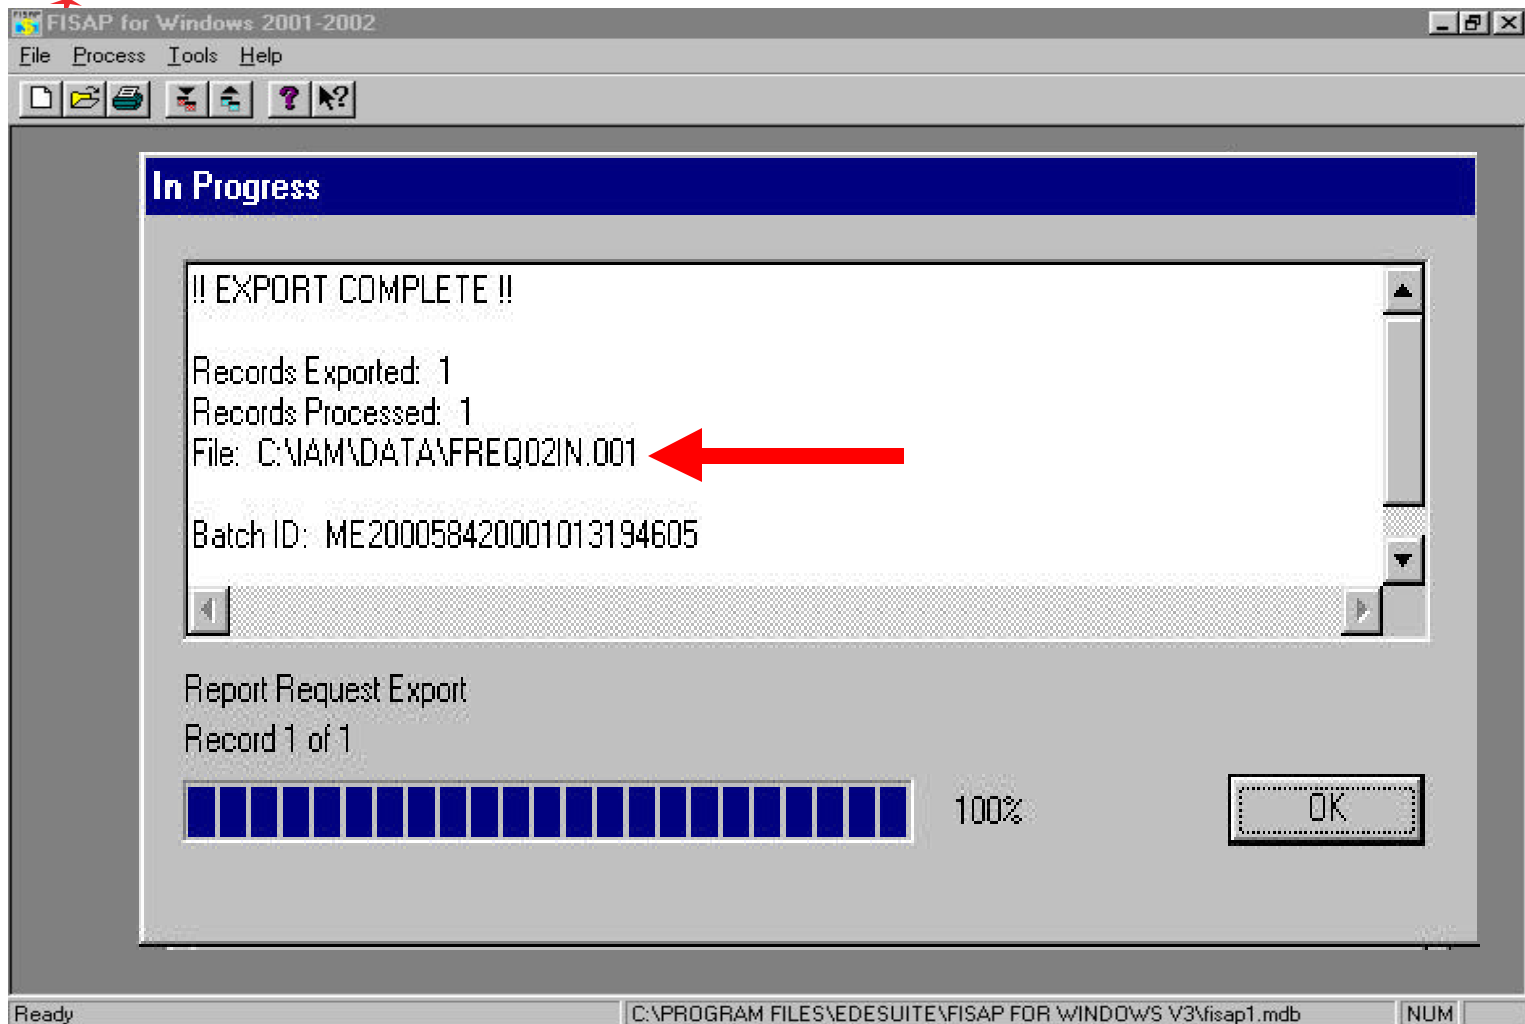 FISAP for Windows 2001-2002
File Process Tools Help
In Progress
!! EXPORT COMPLETE !!
Records Exported: 1
Records Processed: 1
File: C:\IAM\DATA\FREQ02IN.001
Batch ID: ME200058420001013194605
Report Request Export
Record 1 of 1
100%
OK
Ready C:\PROGRAM FILES\EDESUITE\FISAP FOR WINDOWS V3\fisap1.mdb NUM